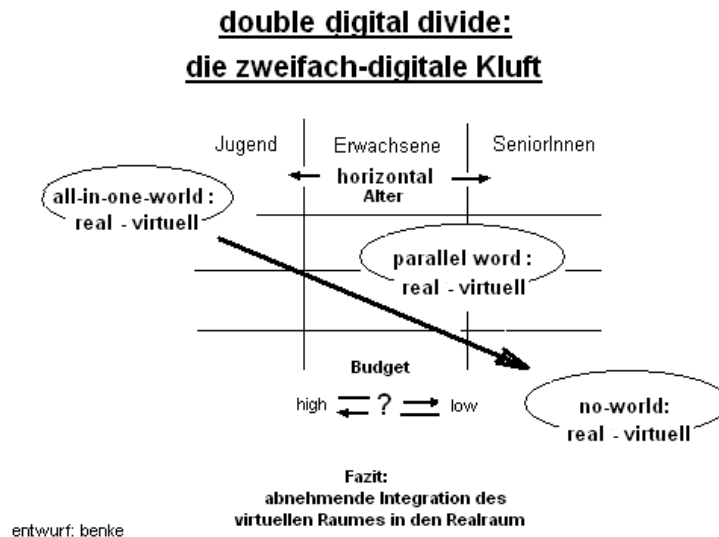 double digital divide:
die zweifach-digitale Kluft
Jugend Erwachsene SeniorInnen
horizontal
Alter
all-in-one-world :
real - virtuell
parallel word :
real - virtuell
Budget
high ? low
no-world:
real - virtuell
Fazit:
abnehmende Integration des
virtuellen Raumes in den Realraum
entwurf: benke